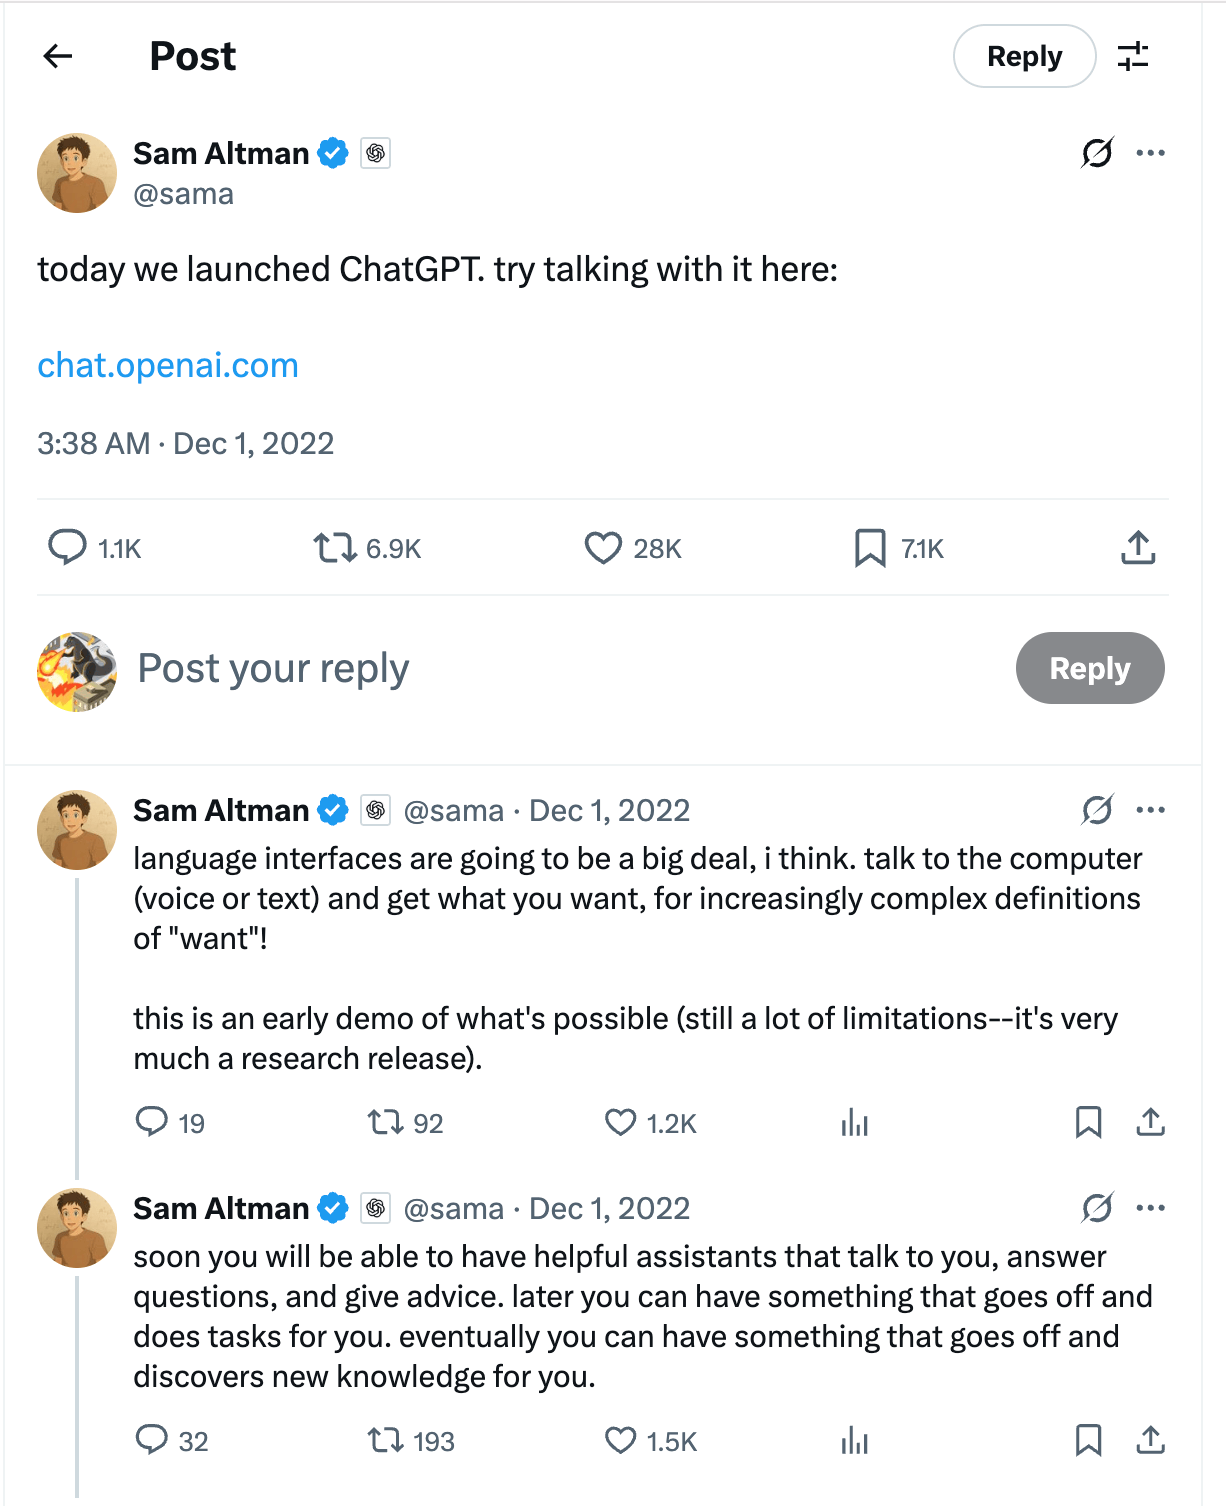 Post
Reply
Sam Altman
@sama
today we launched ChatGPT. try talking with it here:
chat.openai.com
3:38 AM · Dec 1, 2022
1.1K 6.9K 28K 7.1K
Post your reply
Reply
Sam Altman @sama · Dec 1, 2022
language interfaces are going to be a big deal, i think. talk to the computer
(voice or text) and get what you want, for increasingly complex definitions
of "want"!
this is an early demo of what's possible (still a lot of limitations--it's very
much a research release).
19 92 1.2K
Sam Altman @sama · Dec 1, 2022
soon you will be able to have helpful assistants that talk to you, answer
questions, and give advice. later you can have something that goes off and
does tasks for you. eventually you can have something that goes off and
discovers new knowledge for you.
32 193 1.5K